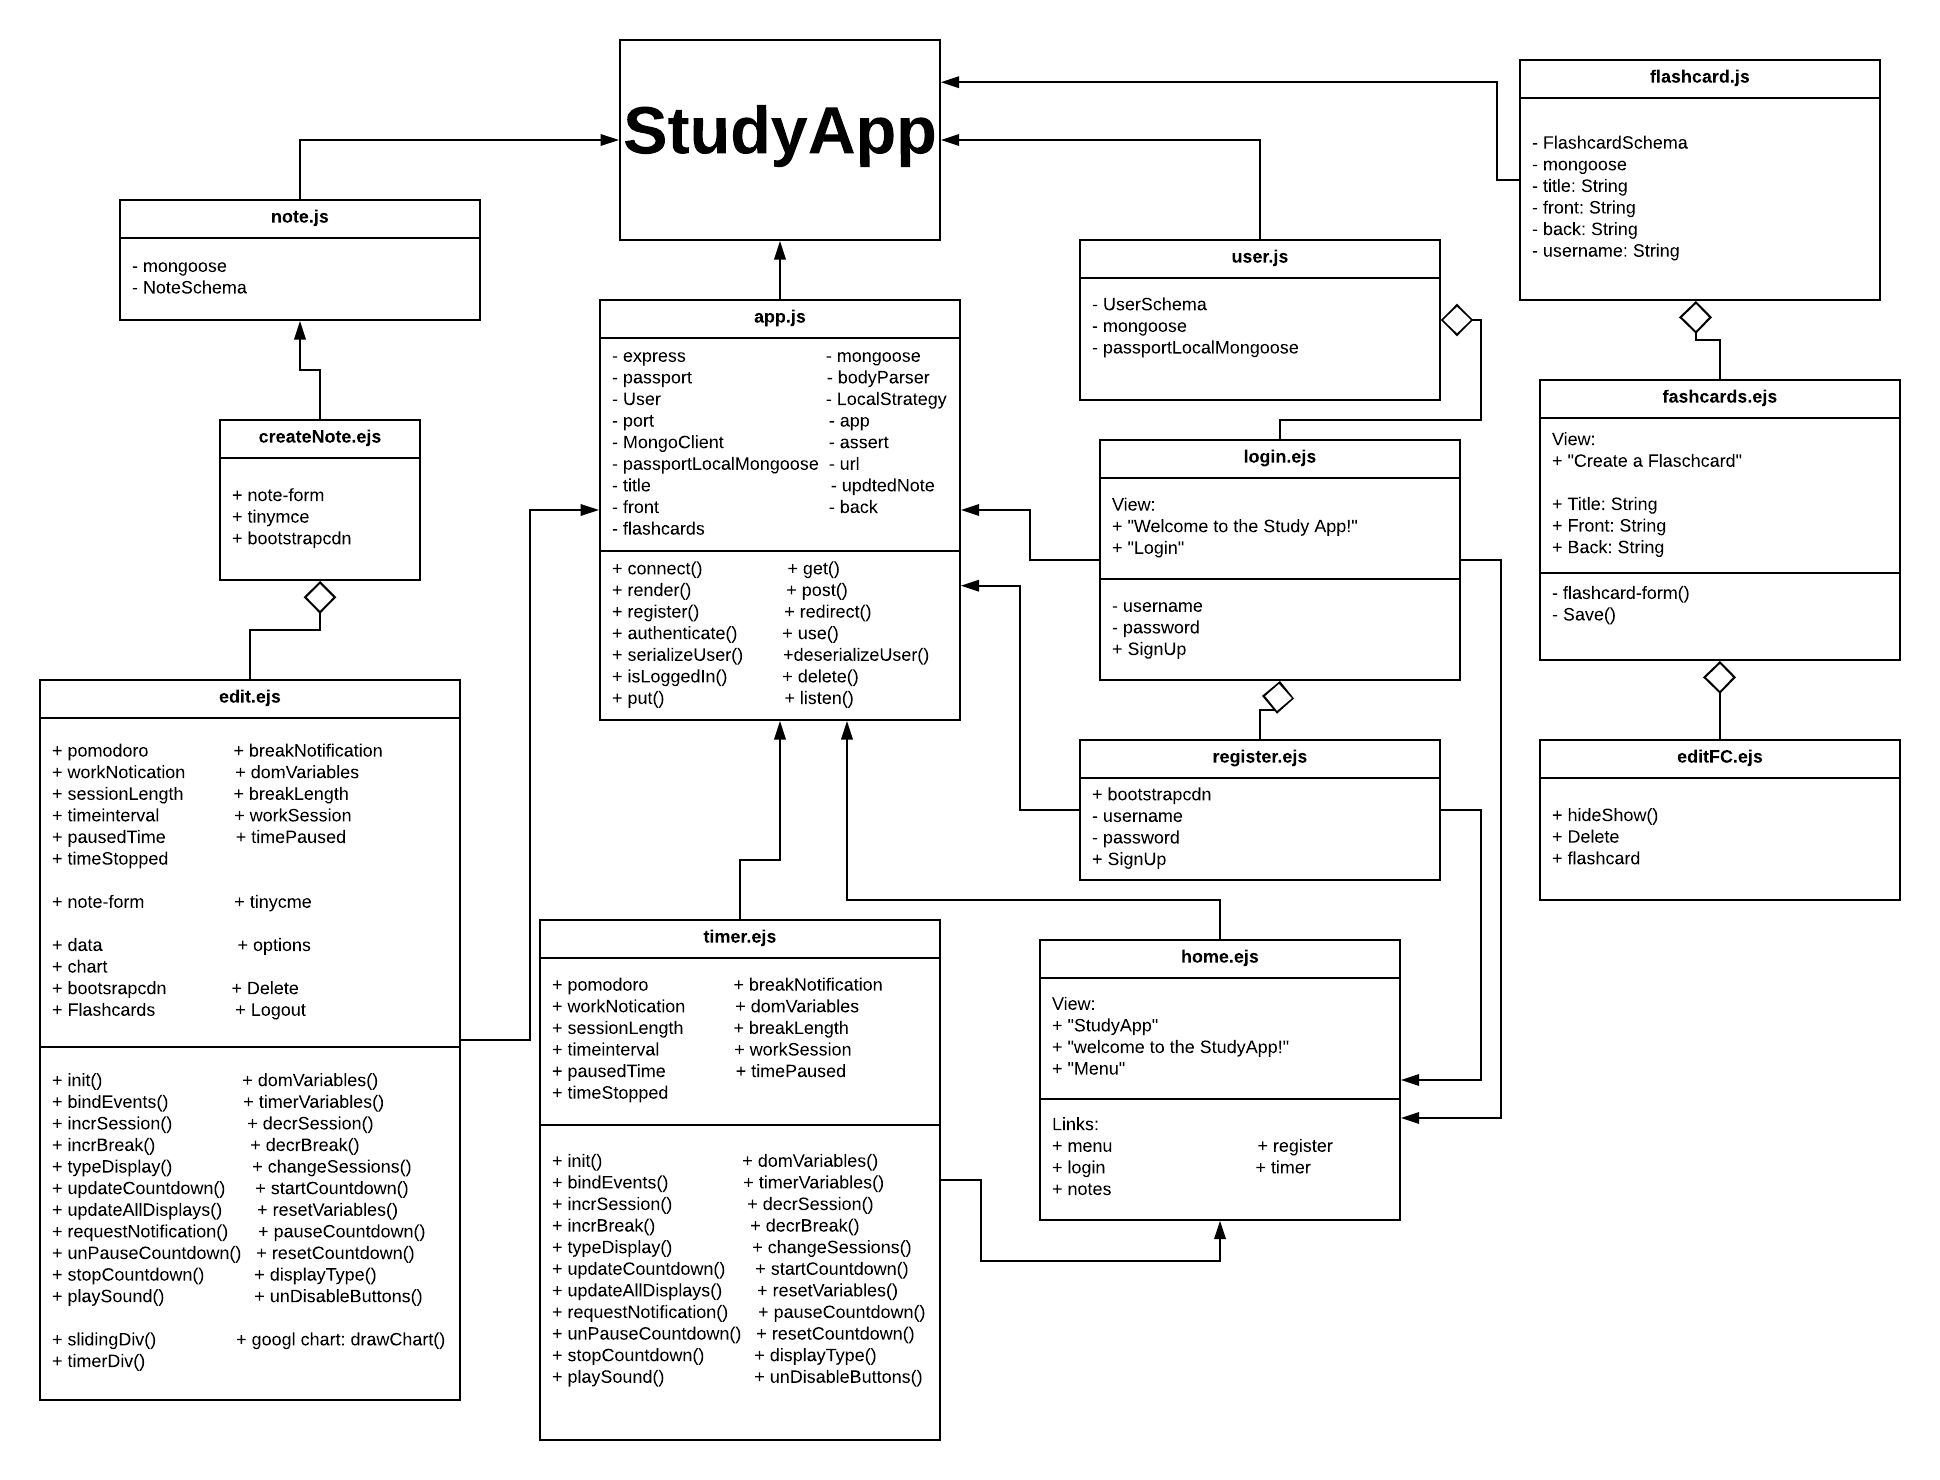 StudyApp
note.js
- mongoose
- NoteSchema
createNote.ejs
+ note-form
+ tinymce
+ bootstrapcdn
edit.ejs
+ pomodoro + breakNotification
+ workNotication + domVariables
+ sessionLength + breakLength
+ timeinterval + workSession
+ pausedTime + timePaused
+ timeStopped
+ note-form + tinycme
+ data + options
+ chart
+ bootsrapcdn + Delete
+ Flashcards + Logout
+ init() + domVariables()
+ bindEvents() + timerVariables()
+ incrSession() + decrSession()
+ incrBreak() + decrBreak()
+ typeDisplay() + changeSessions()
+ updateCountdown() + startCountdown()
+ updateAllDisplays() + resetVariables()
+ requestNotification() + pauseCountdown()
+ unPauseCountdown() + resetCountdown()
+ stopCountdown() + displayType()
+ playSound() + unDisableButtons()
+ slidingDiv() + googl chart: drawChart()
+ timerDiv()
app.js
- express - mongoose
- passport - bodyParser
- User - LocalStrategy
- port - app
- MongoClient - assert
- passportLocalMongoose - url
- title - updtedNote
- front - back
- flashcards
+ connect() + get()
+ render() + post()
+ register() + redirect()
+ authenticate() + use()
+ serializeUser() +deserializeUser()
+ isLoggedIn() + delete()
+ put() + listen()
timer.ejs
+ pomodoro + breakNotification
+ workNotication + domVariables
+ sessionLength + breakLength
+ timeinterval + workSession
+ pausedTime + timePaused
+ timeStopped
+ init() + domVariables()
+ bindEvents() + timerVariables()
+ incrSession() + decrSession()
+ incrBreak() + decrBreak()
+ typeDisplay() + changeSessions()
+ updateCountdown() + startCountdown()
+ updateAllDisplays() + resetVariables()
+ requestNotification() + pauseCountdown()
+ unPauseCountdown() + resetCountdown()
+ stopCountdown() + displayType()
+ playSound() + unDisableButtons()
user.js
- UserSchema
- mongoose
- passportLocalMongoose
login.ejs
View:
+ "Welcome to the Study App!"
+ "Login"
- username
- password
+ SignUp
register.ejs
+ bootstrapcdn
- username
- password
+ SignUp
home.ejs
View:
+ "StudyApp"
+ "welcome to the StudyApp!"
+ "Menu"
Links:
+ menu + register
+ login + timer
+ notes
flashcard.js
- FlashcardSchema
- mongoose
- title: String
- front: String
- back: String
- username: String
fashcards.ejs
View:
+ "Create a Flaschcard"
+ Title: String
+ Front: String
+ Back: String
- flashcard-form()
- Save()
editFC.ejs
+ hideShow()
+ Delete
+ flashcard